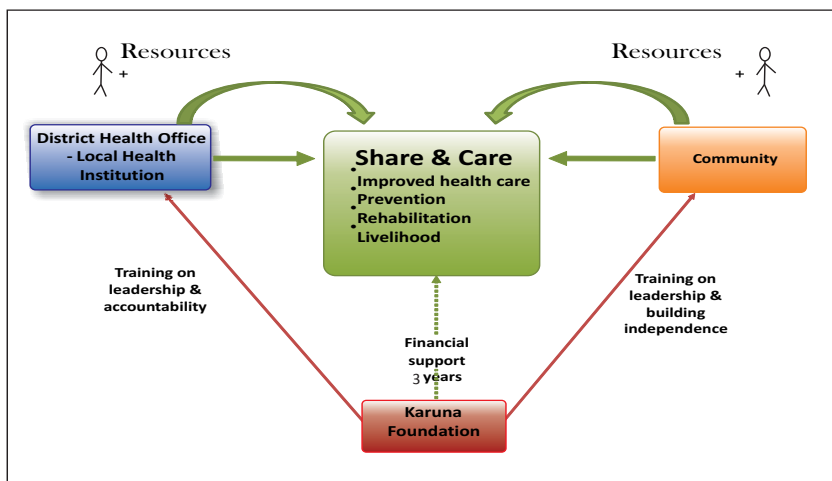 Resources
+
Resources
+
District Health Office
- Local Health
Institution
Share & Care
• Improved health care
• Prevention
• Rehabilitation
• Livelihood
Community
Training on
leadership &
accountability
Training on
leadership &
building
independence
Financial
support
3 years
Karuna
Foundation